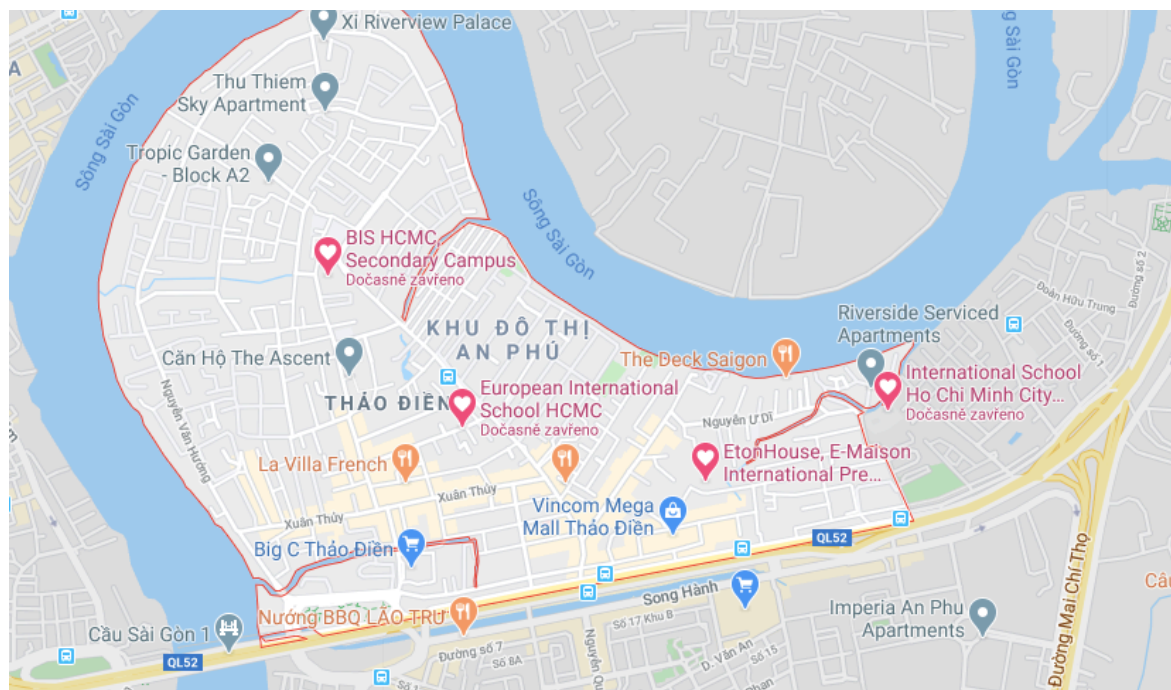 Xi Riverview Palace
Sông Sài Gòn
Thu Thiem
Sky Apartment
A
Sông Sài Gòn
Tropic Garden
- Block A2
BIS HCMC
Secondary Campus
Dočasně zavřeno
Sông Sài Gòn
Đường số 2
Đoàn Hữu Trung
Đường số 1
Riverside Serviced
Apartments
KHU ĐÔ THỊ
AN PHÚ
Căn Hộ The Ascent
The Deck Saigon
International School
Ho Chi Minh City...
Dočasně zavřeno
European International
School HCMC
Dočasně zavřeno
THẢO ĐIỀN
Nguyễn Văn Hưởng
Nguyễn Ư Dĩ
EtonHouse, E-Maison
International Pre...
La Villa French
Xuân Thủy
Xuân Thủy
Vincom Mega
Mall Thảo Điền
Big C Thảo Điền
QL52
Song Hành
Nướng BBQ LÃO TRƯ
Số 17 Khu B
Imperia An Phu
Apartments
Cầu Sài Gòn 1
QL52
Đường số 7
Số 8A
D. Văn An
Số 15
Đường Mai Chí Thọ